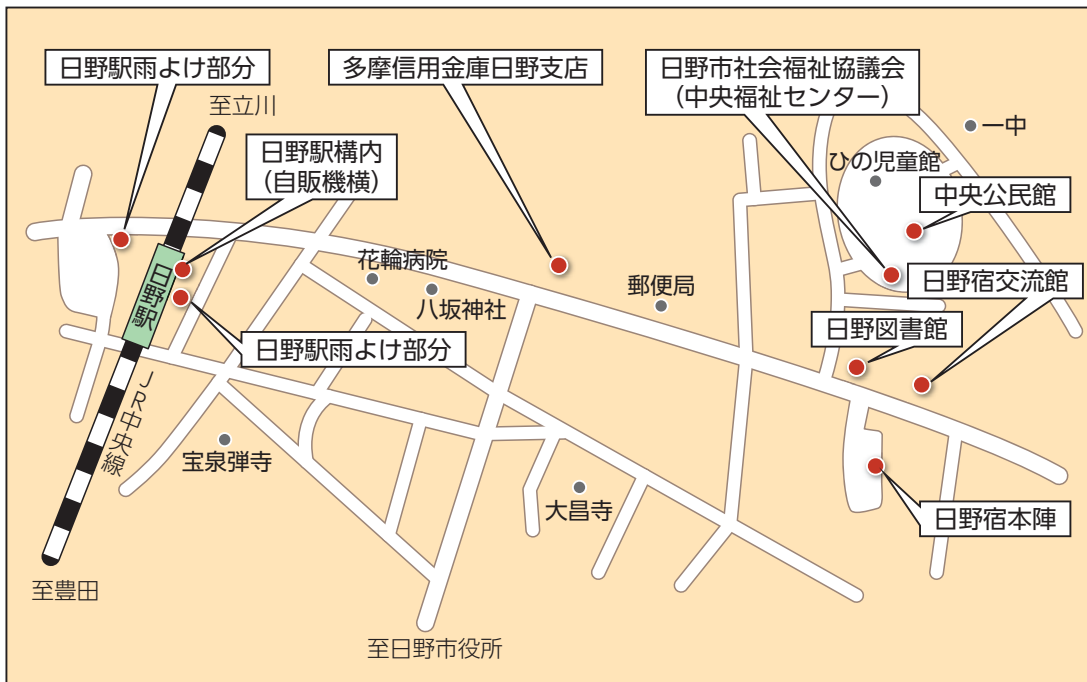 日野駅雨よけ部分
多摩信用金庫日野支店
日野市社会福祉協議会
(中央福祉センター)
至立川
一中
日野駅構内
(自販機横)
ひの児童館
中央公民館
花輪病院
八坂神社
郵便局
日野宿交流館
日野駅
日野図書館
日野駅雨よけ部分
JR中央線
宝泉弾寺
大昌寺
日野宿本陣
至豊田
至日野市役所